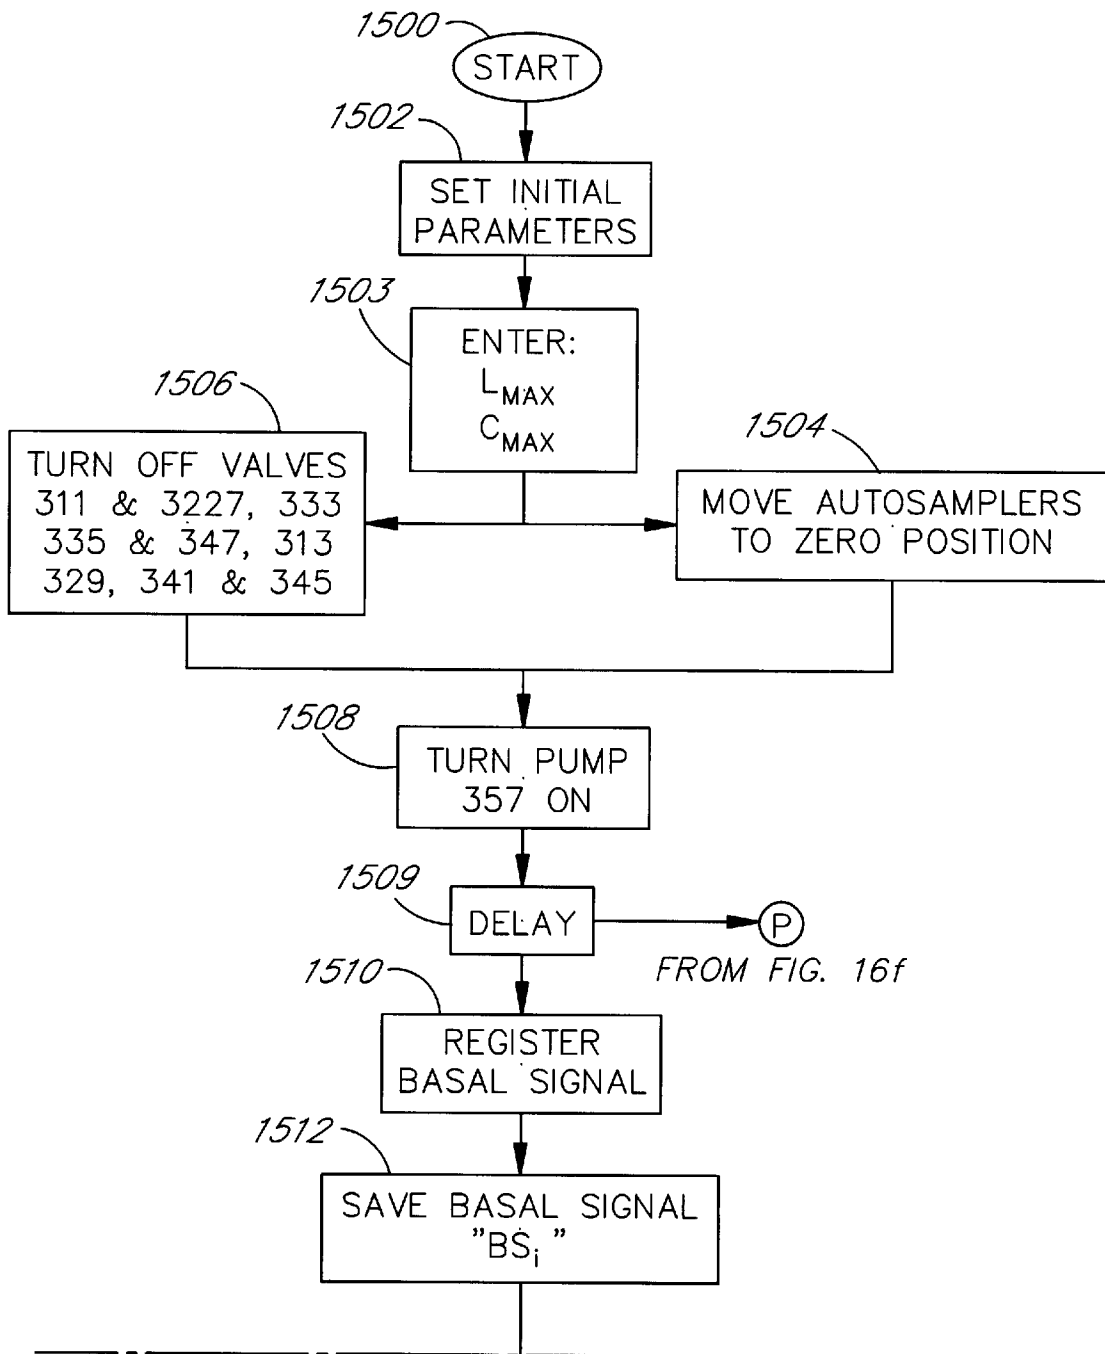 1500
START
1502
SET INITIAL
PARAMETERS
1503
ENTER:
LMAX
CMAX
1506
TURN OFF VALVES
311 & 3227, 333
335 & 347, 313
329, 341 & 345
1504
MOVE AUTOSAMPLERS
TO ZERO POSITION
1508
TURN PUMP
357 ON
1509
DELAY
P
FROM FIG. 16f
1510
REGISTER
BASAL SIGNAL
1512
SAVE BASAL SIGNAL
"BSi"